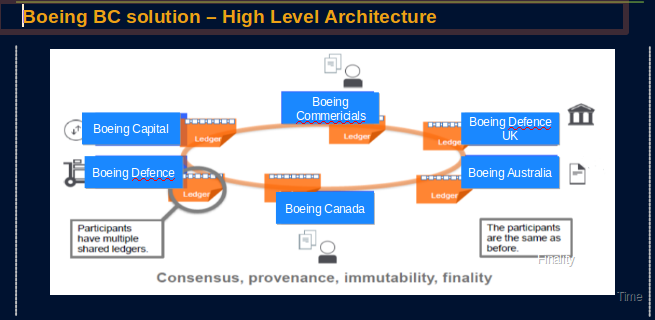 Boeing BC solution – High Level Architecture
Boeing
Commericials
Boeing Capital
Ledger
Ledger
Ledger
Boeing Defence
UK
Boeing Defence
Ledger
Boeing Canada
Ledger
Boeing Australia
Participants
have multiple
shared ledgers.
The participants
are the same as
before.
Finality
Consensus, provenance, immutability, finality
Time